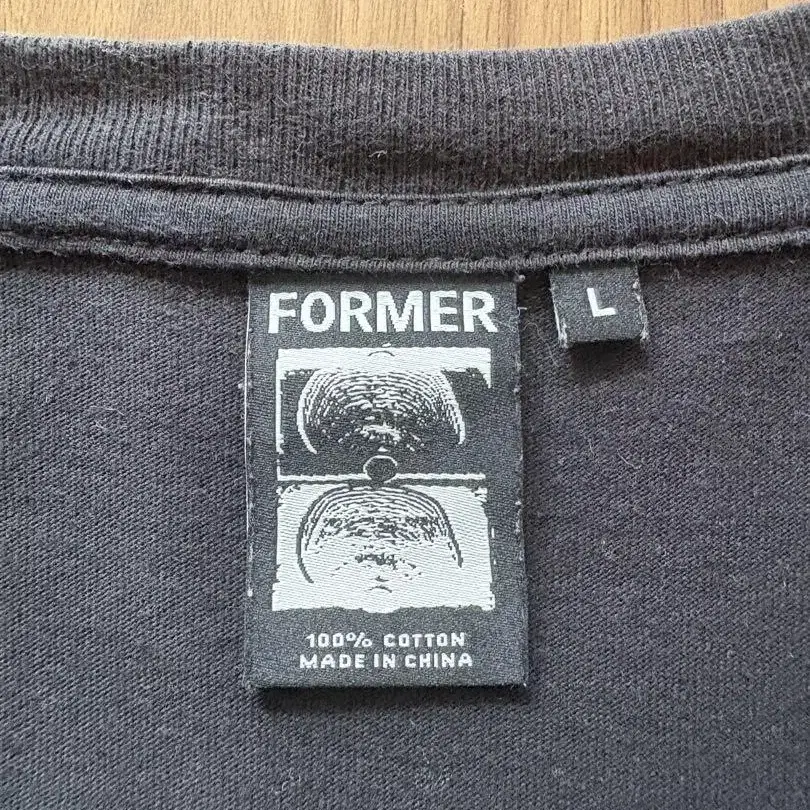 FORMER
L
100% COTTON
MADE IN CHINA